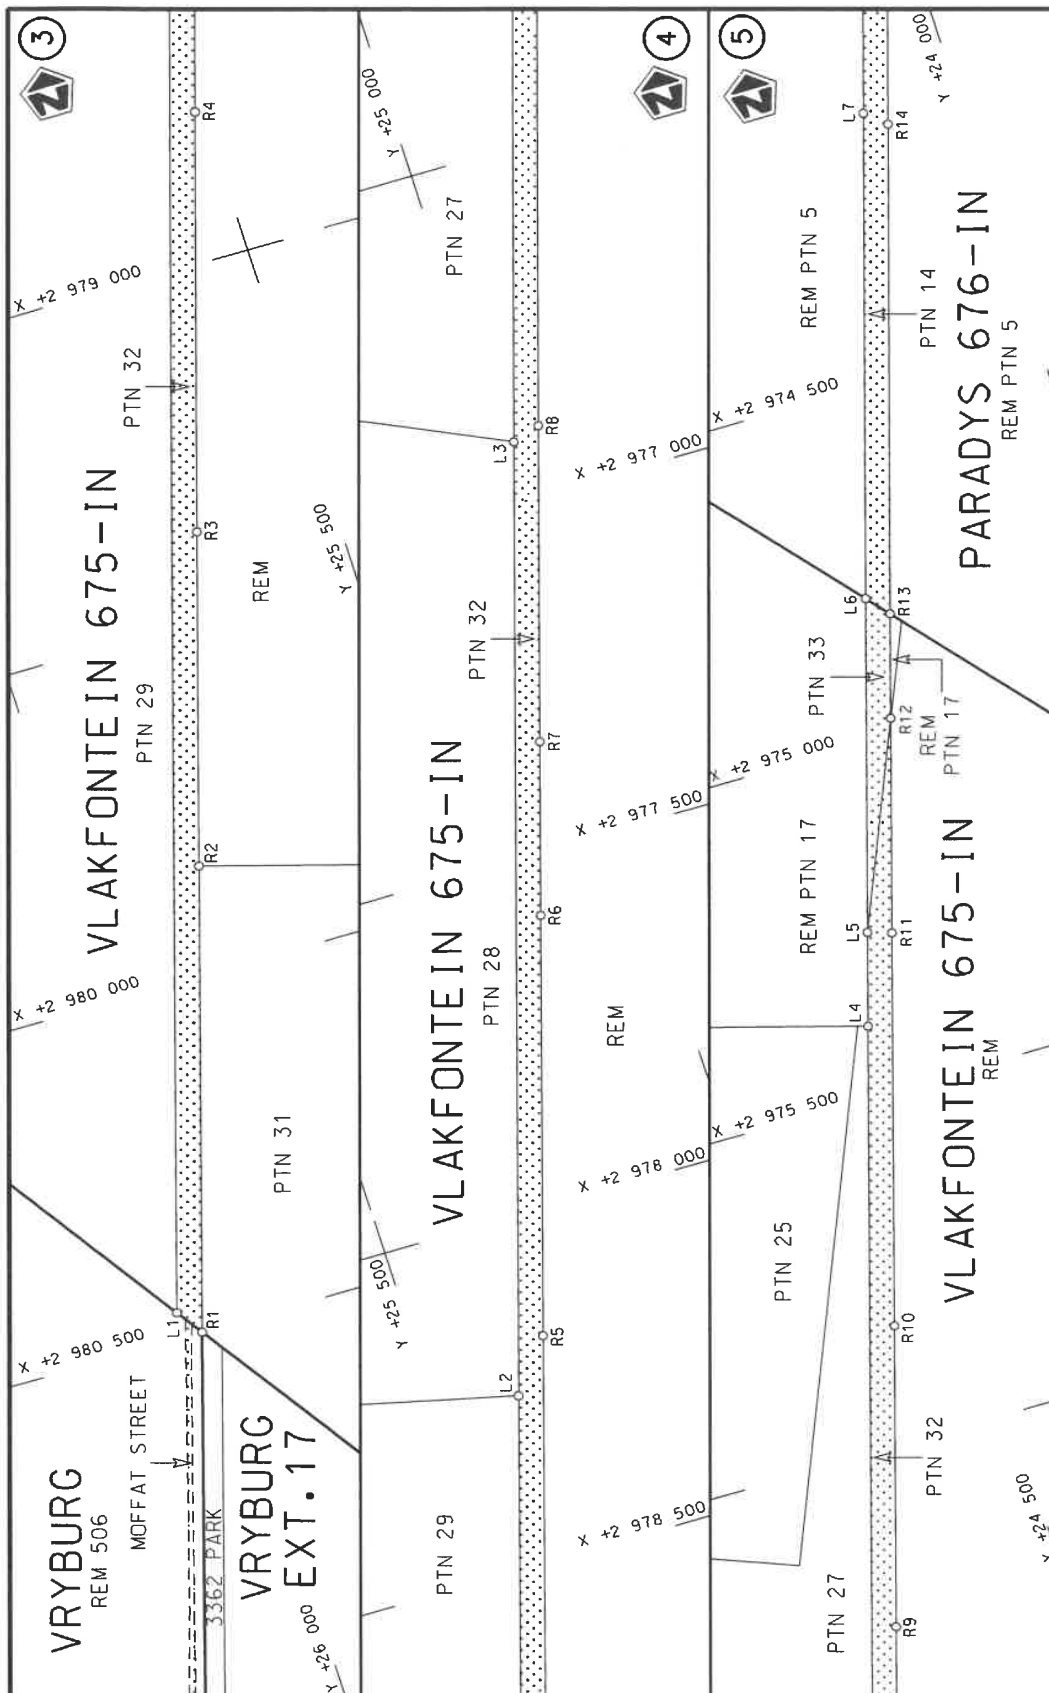 3
N
VRYBURG
REM 506
MOFFAT STREET
3362 PARK
VRYBURG
EXT.17
Y +26 000
X +2 980 500
L1
R1
PTN 31
X +2 980 000
VLAKFONTEIN 675-IN
PTN 29
R2
REM
R3
Y +25 500
PTN 32
X +2 979 000
R4
4
N
PTN 29
L2
R5
Y +25 500
X +2 978 500
VLAKFONTEIN 675-IN
PTN 28
X +2 978 000
REM
R6
R7
X +2 977 500
PTN 32
L3
R8
X +2 977 000
PTN 27
Y +25 000
5
N
PTN 27
R9
PTN 32
Y +24 500
PTN 25
R10
VLAKFONTEIN 675-IN
REM
X +2 975 500
L4
L5
R11
REM PTN 17
X +2 975 000
R12
REM
PTN 17
PTN 33
L6
R13
X +2 974 500
PARADYS 676-IN
REM PTN 5
PTN 14
REM PTN 5
L7
R14
Y +24 000